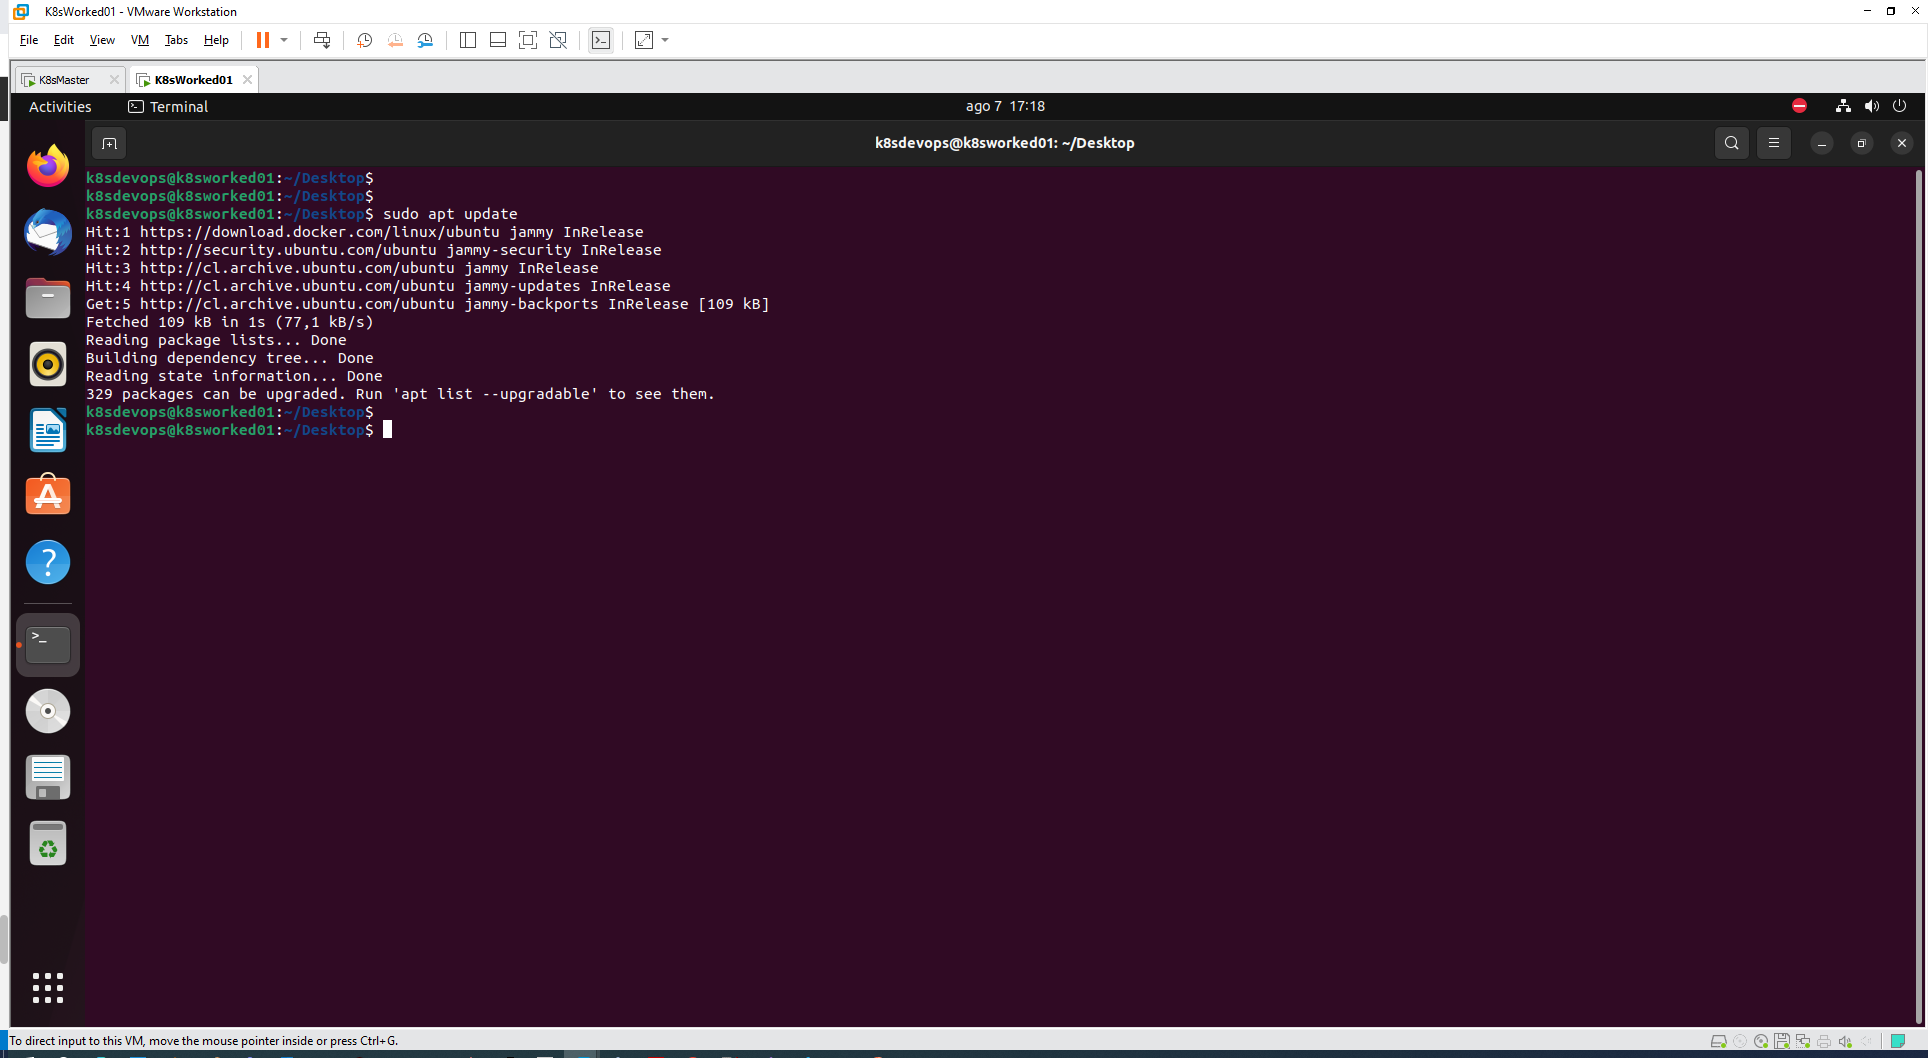 K8sWorked01 - VMware Workstation
File Edit View VM Tabs Help
K8sMaster K8sWorked01
Activities Terminal ago 7 17:18
k8sdevops@k8sworked01: ~/Desktop
k8sdevops@k8sworked01:~/Desktop$
k8sdevops@k8sworked01:~/Desktop$
k8sdevops@k8sworked01:~/Desktop$ sudo apt update
Hit:1 https://download.docker.com/linux/ubuntu jammy InRelease
Hit:2 http://security.ubuntu.com/ubuntu jammy-security InRelease
Hit:3 http://cl.archive.ubuntu.com/ubuntu jammy InRelease
Hit:4 http://cl.archive.ubuntu.com/ubuntu jammy-updates InRelease
Get:5 http://cl.archive.ubuntu.com/ubuntu jammy-backports InRelease [109 kB]
Fetched 109 kB in 1s (77,1 kB/s)
Reading package lists... Done
Building dependency tree... Done
Reading state information... Done
329 packages can be upgraded. Run 'apt list --upgradable' to see them.
k8sdevops@k8sworked01:~/Desktop$
k8sdevops@k8sworked01:~/Desktop$
To direct input to this VM, move the mouse pointer inside or press Ctrl+G.